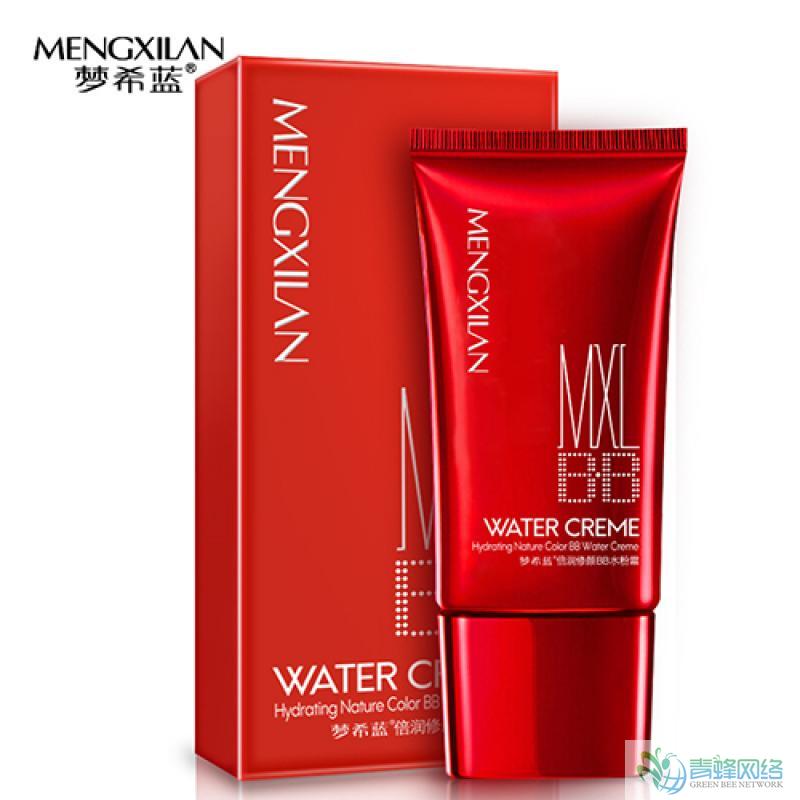 MENGXILAN
梦希蓝®
MENGXILAN
MX
B
WATER CR
Hydrating Nature Color BB
梦希蓝®倍润修
MENGXILAN
MXL
BB
WATER CREME
Hydrating Nature Color BB Water Creme
梦希蓝®倍润修颜BB水粉霜
青蜂网络
GREEN BEE NETWORK